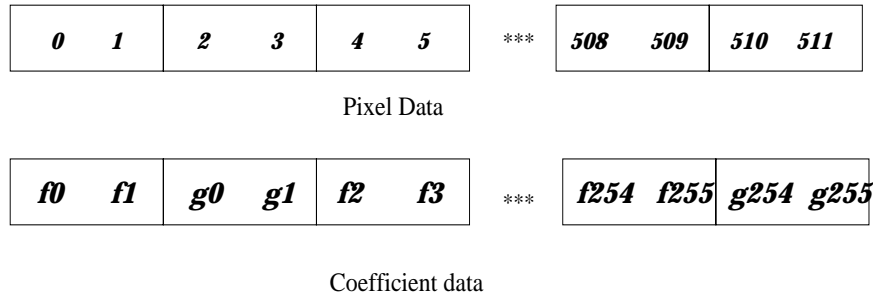 0 1 2 3 4 5 *** 508 509 510 511
Pixel Data
f0 f1 g0 g1 f2 f3 *** f254 f255 g254 g255
Coefficient data